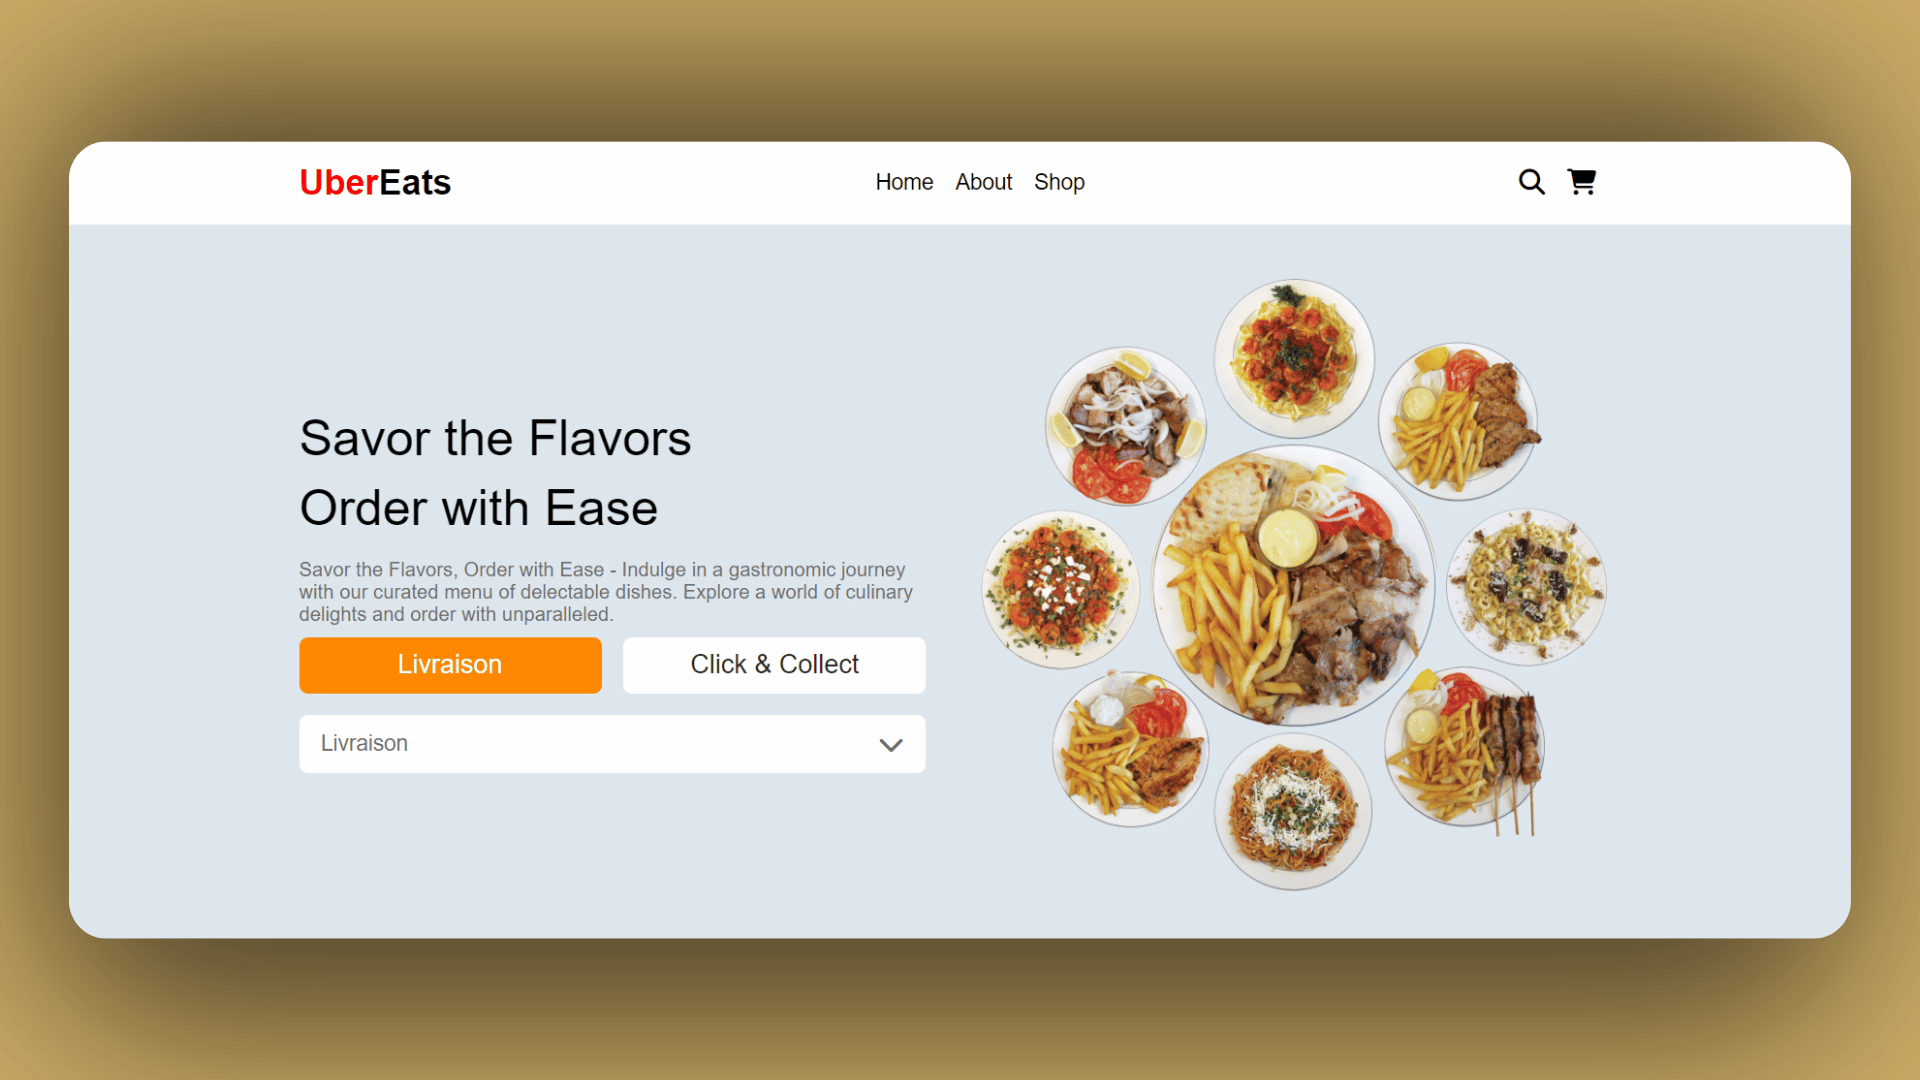 UberEats
Home About Shop
Savor the Flavors
Order with Ease
Savor the Flavors, Order with Ease - Indulge in a gastronomic journey
with our curated menu of delectable dishes. Explore a world of culinary
delights and order with unparalleled.
Livraison
Click & Collect
Livraison